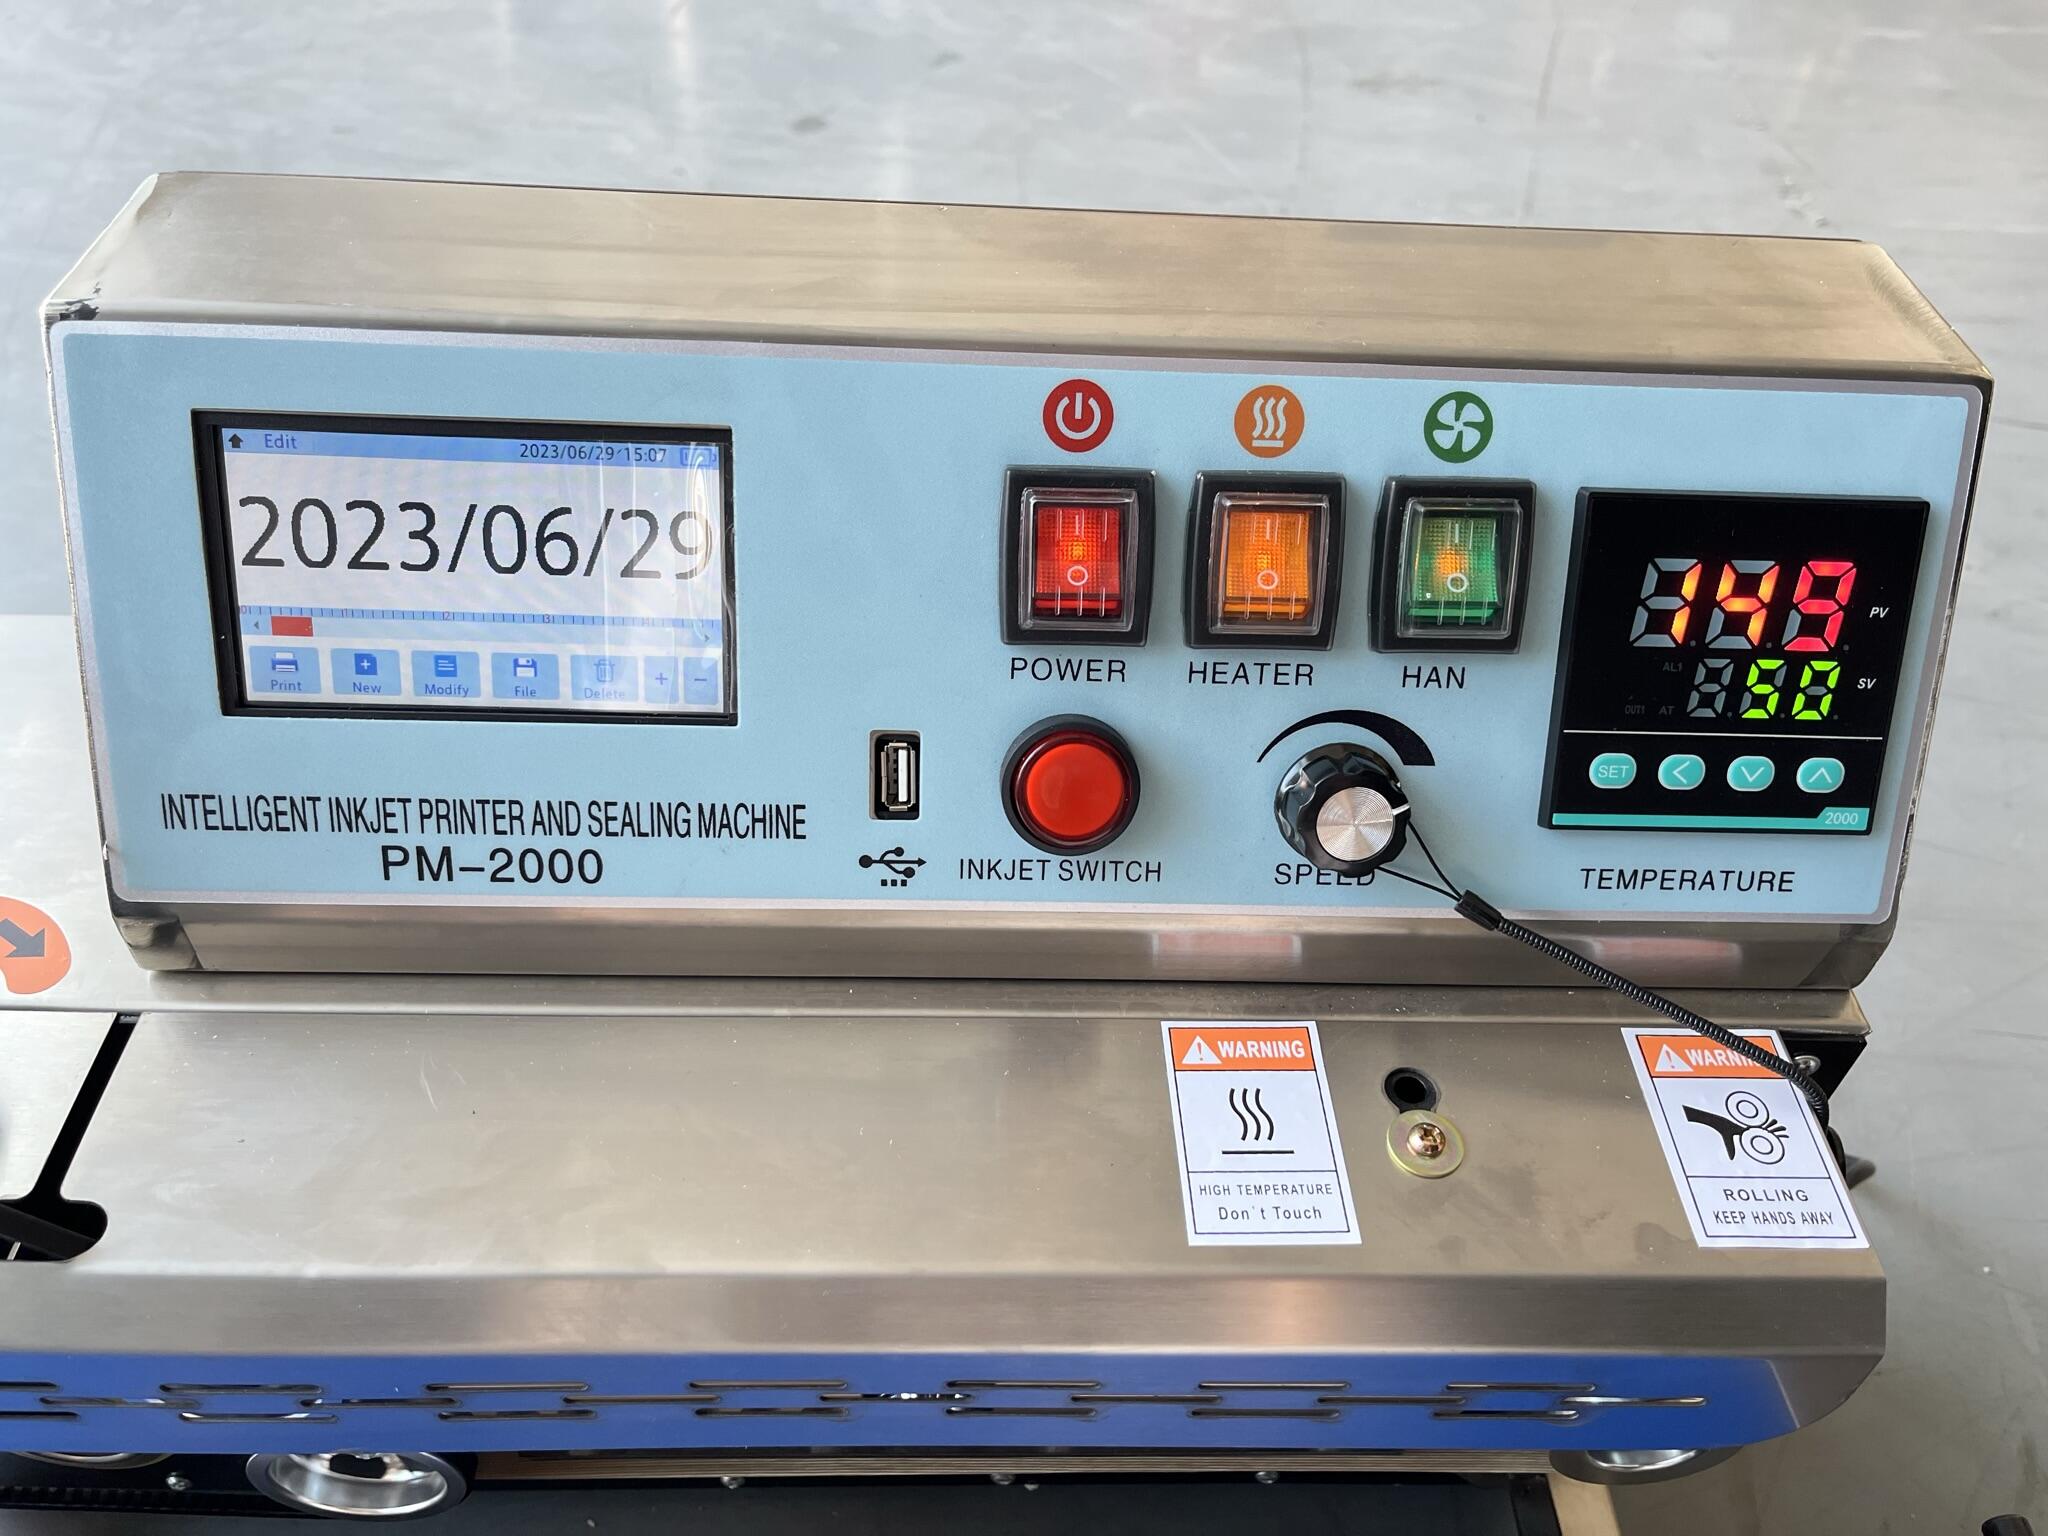 Edit
2023/06/29 15:07
2023/06/29
Print
New
Modify
File
Delete
+
-
INTELLIGENT INKJET PRINTER AND SEALING MACHINE
PM-2000
POWER
HEATER
HAN
INKJET SWITCH
SPEED
149
PV
AL1
50
SV
OUT1 AT
SET
2000
TEMPERATURE
WARNING
HIGH TEMPERATURE
Don't Touch
WARNING
ROLLING
KEEP HANDS AWAY